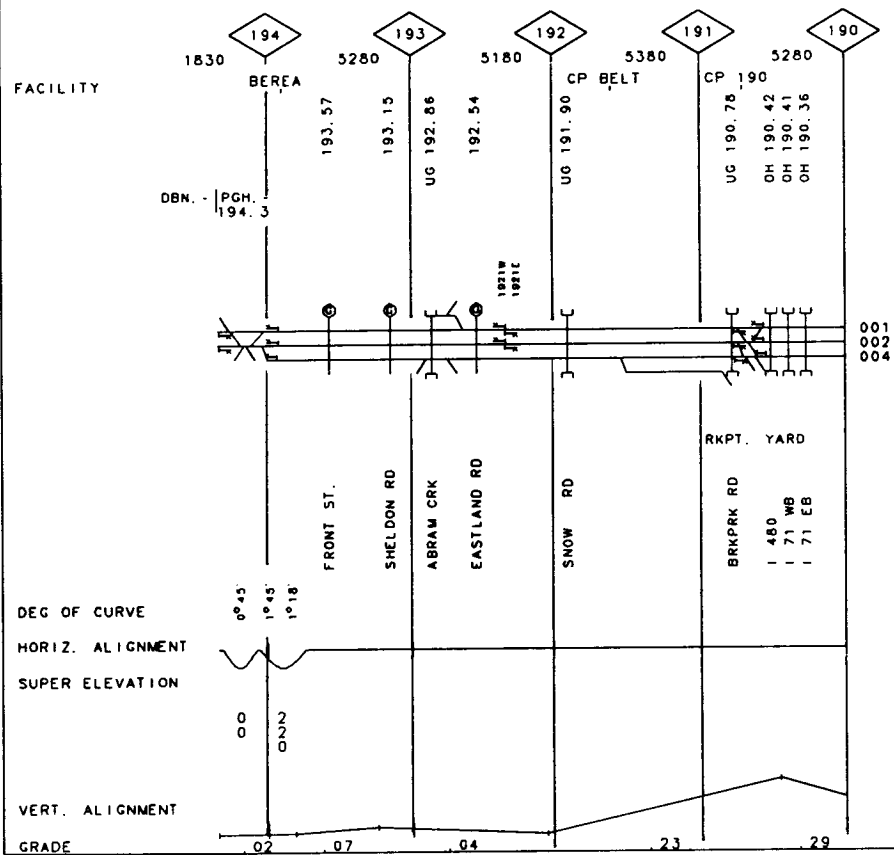 194 193 192 191 190
1830 5280 5180 5380 5280
FACILITY BEREA CP BELT CP 190
193.57
193.15
UG 192.86
192.54
UG 191.90
UG 190.78
OH 190.42
OH 190.41
OH 190.36
DBN. - PGH.
194.3
1921W
1921E
001
002
004
RKPT. YARD
FRONT ST.
SHELDON RD
ABRAM CRK
EASTLAND RD
SNOW RD
BRKPRK RD
I 480
I 71 WB
I 71 EB
DEG OF CURVE 0°45' 1°45' 1°18'
HORIZ. ALIGNMENT
SUPER ELEVATION
0 2
0 2
0
VERT. ALIGNMENT
GRADE .02 .07 .04 .23 .29